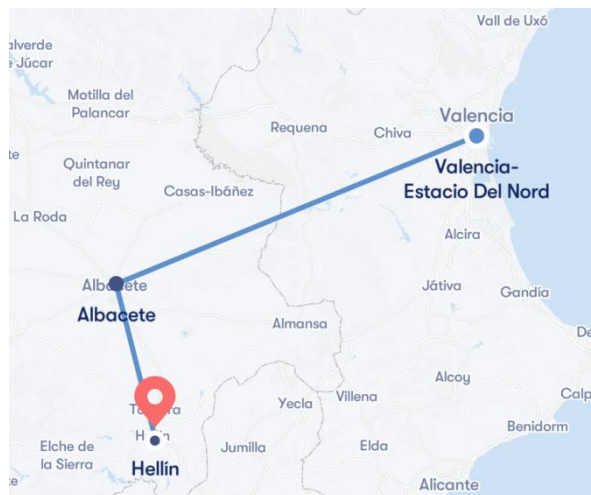 Vall de Uxó
alverde
e Júcar
Motilla del
Palancar
Valencia
Requena
Chiva
Quintanar
del Rey
Valencia-
Estacio Del Nord
Casas-Ibáñez
La Roda
Alcira
Albacete
Játiva
Gandia
Albacete
Almansa
De
Alcoy
Calp
Yecla
Villena
Benidorm
Elche de
la Sierra
Jumilla
Elda
Hellín
Alicante